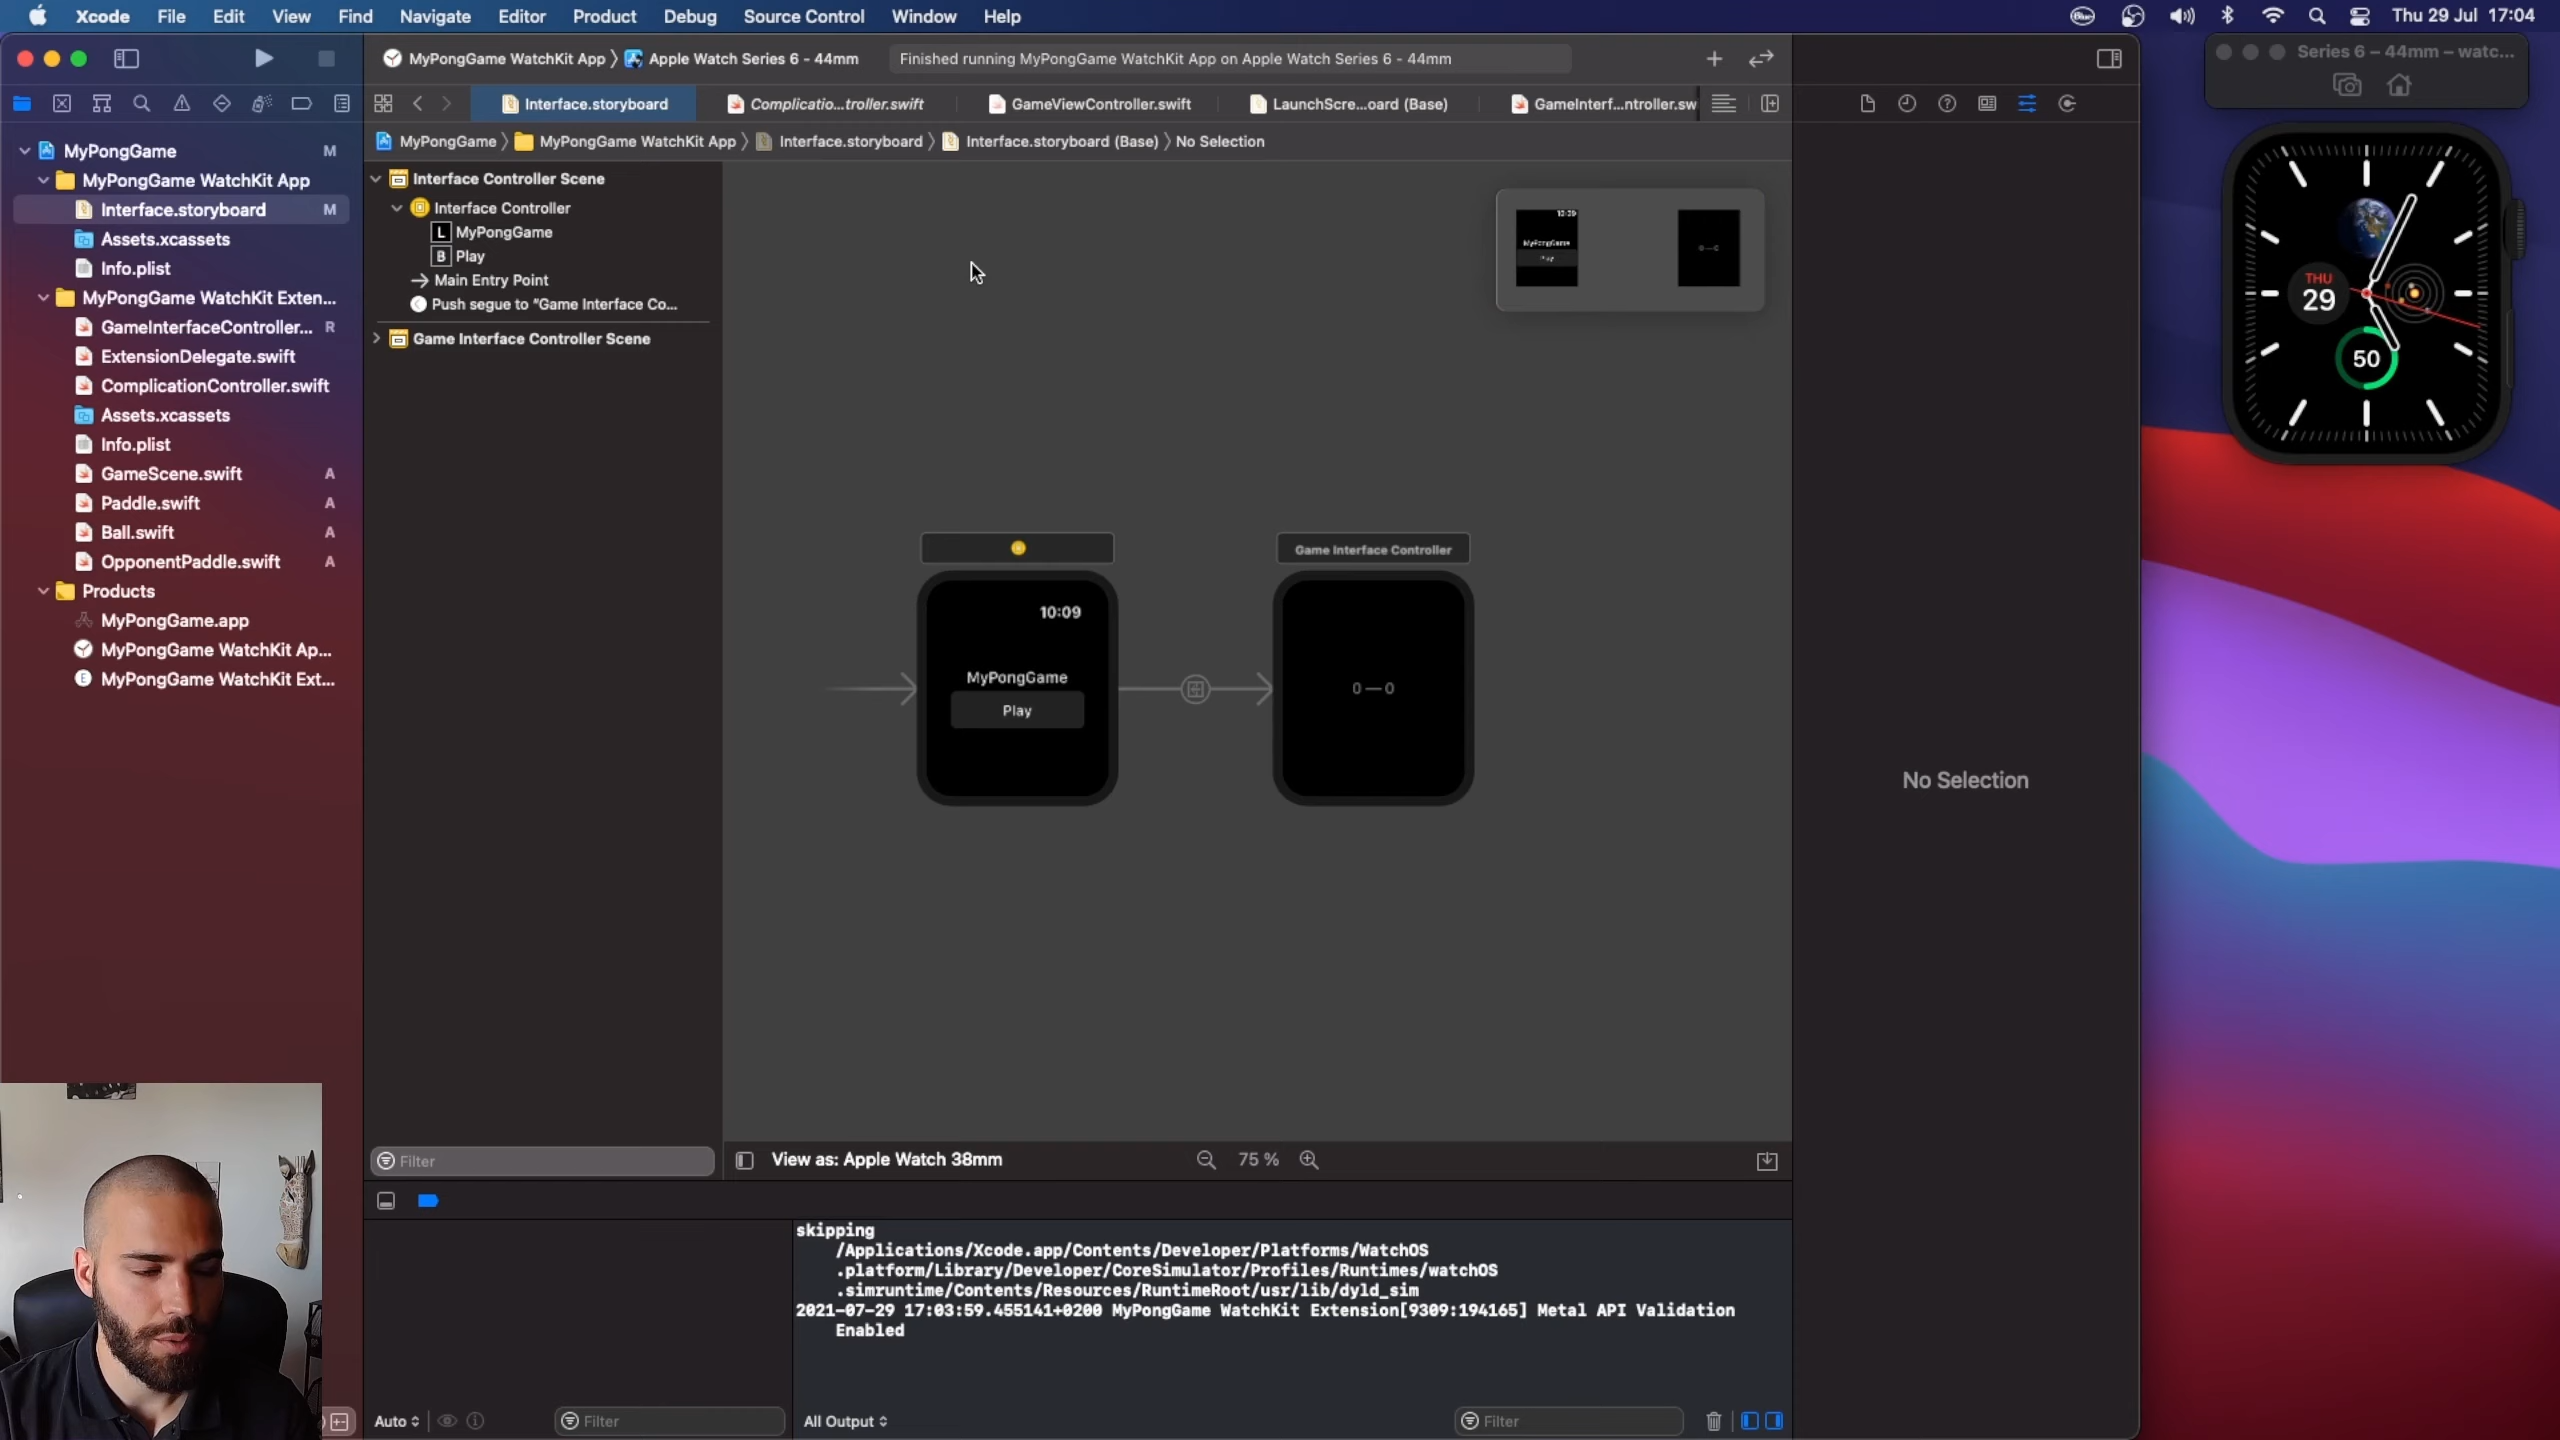 Xcode File Edit View Find Navigate Editor Product Debug Source Control Window Help
Thu 29 Jul 17:04
MyPongGame WatchKit App
Apple Watch Series 6 - 44mm
Finished running MyPongGame WatchKit App on Apple Watch Series 6 - 44mm
Series 6 – 44mm – watc...
Interface.storyboard
Complicatio...troller.swift
GameViewController.swift
LaunchScre...oard (Base)
GameInterf...ntroller.sw
MyPongGame
MyPongGame WatchKit App
Interface.storyboard
Interface.storyboard (Base)
No Selection
MyPongGame M
MyPongGame WatchKit App
Interface.storyboard M
Assets.xcassets
Info.plist
MyPongGame WatchKit Exten...
GameInterfaceController... R
ExtensionDelegate.swift
ComplicationController.swift
Assets.xcassets
Info.plist
GameScene.swift A
Paddle.swift A
Ball.swift A
OpponentPaddle.swift A
Products
MyPongGame.app
MyPongGame WatchKit Ap...
MyPongGame WatchKit Ext...
Interface Controller Scene
Interface Controller
L MyPongGame
B Play
Main Entry Point
Push segue to "Game Interface Co...
Game Interface Controller Scene
Filter
MyPongGame
Play
10:09
MyPongGame
Play
Game Interface Controller
0 — 0
View as: Apple Watch 38mm
75 %
No Selection
THU
29
50
skipping
/Applications/Xcode.app/Contents/Developer/Platforms/WatchOS
.platform/Library/Developer/CoreSimulator/Profiles/Runtimes/watchOS
.simruntime/Contents/Resources/RuntimeRoot/usr/lib/dyld_sim
2021-07-29 17:03:59.455141+0200 MyPongGame WatchKit Extension[9309:194165] Metal API Validation
Enabled
Auto
Filter
All Output
Filter